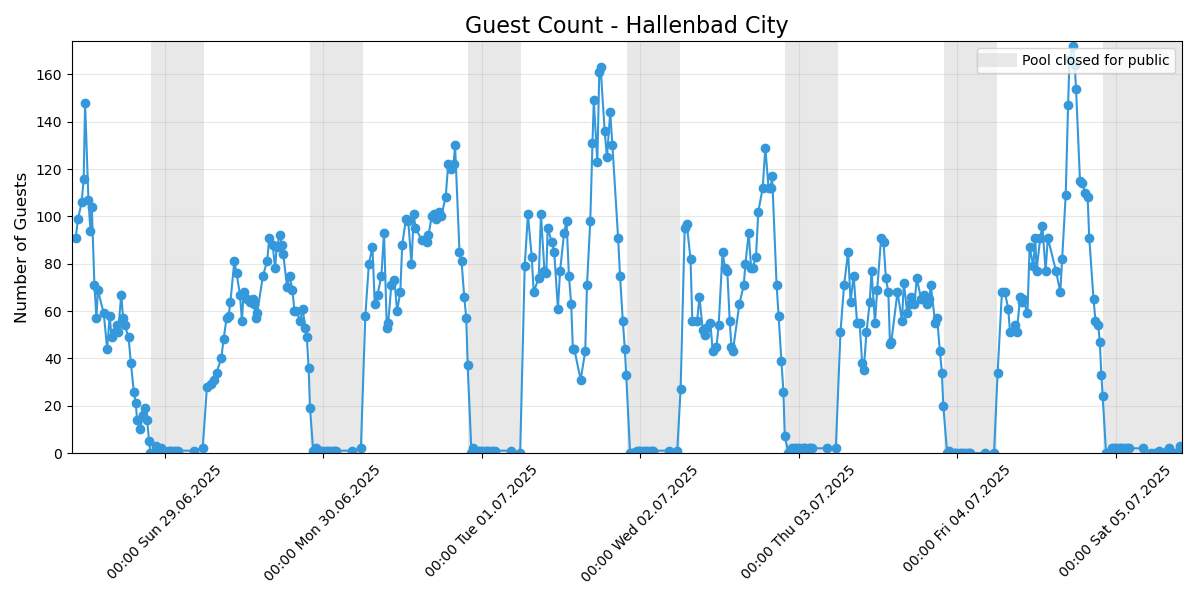 Guest Count - Hallenbad City
Pool closed for public
Number of Guests
160
140
120
100
80
60
40
20
0
00:00 Sun 29.06.2025
00:00 Mon 30.06.2025
00:00 Tue 01.07.2025
00:00 Wed 02.07.2025
00:00 Thu 03.07.2025
00:00 Fri 04.07.2025
00:00 Sat 05.07.2025